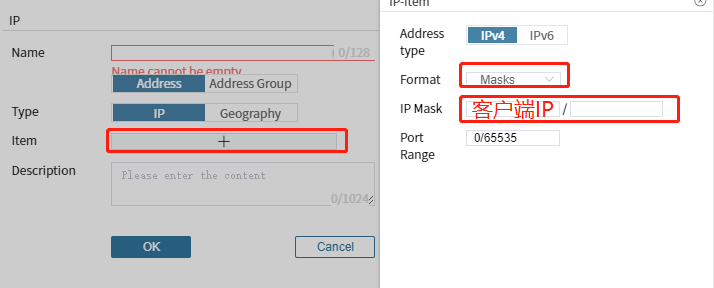 IP
Name
0/128
Name cannot be empty
Address Address Group
Type
IP Geography
Item
+
Description
Please enter the content
0/1024
OK Cancel
IP-Item
Address type
IPv4 IPv6
Format
Masks
IP Mask
客户端IP /
Port Range
0/65535